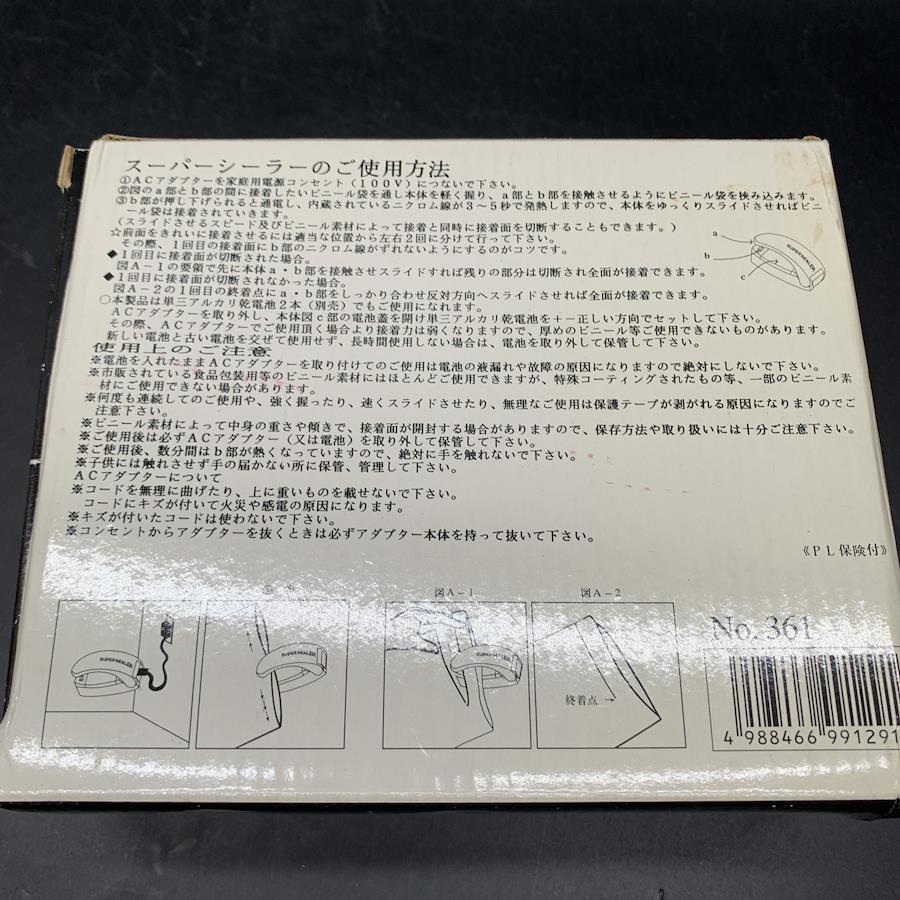 スーパーシーラーのご使用方法
①ACアダプターを家庭用電源コンセント(100V)につないで下さい。
②図のa部とb部の間に接着したいビニール袋を通し本体を軽く握り、a部とb部を接触させるようにビニール袋を挟み込みます。
③b部が押し下げられると通電し、内蔵されているニクロム線が3〜5秒で発熱しますので、本体をゆっくりスライドさせればビニ
ール袋は接着されていきます。
(スライドさせるスピード及びビニール素材によって接着と同時に接着面を切断することもできます。)
☆前面をきれいに接着させるには適当な位置から左右2回に分けて行って下さい。
その際、1回目の接着面にb部のニクロム線がずれないようにするのがコツです。
◆1回目に接着面が切断された場合。
図A-1の要領で先に本体a・b部を接触させスライドすれば残りの部分は切断され全面が接着できます。
◆1回目に接着面が切断されなかった場合。
図A-2の1回目の終着点にa・b部をしっかり合わせ反対方向へスライドさせれば全面が接着できます。
○本製品は単三アルカリ乾電池2本(別売)でもご使用になれます。
ACアダプターを取り外し、本体図c部の電池蓋を開け単三アルカリ乾電池を+-正しい方向でセットして下さい。
その際、ACアダプターでご使用頂く場合より接着力は弱くなりますので、厚めのビニール等ご使用できないものがあります。
新しい電池と古い電池を交ぜて使用せず、長時間使用しない場合は、電池を取り外して保管して下さい。
使用上のご注意
※電池を入れたままACアダプターを取り付けてのご使用は電池の液漏れや故障の原因になりますので絶対にしないで下さい。
※市販されている食品包装用等のビニール素材にはほとんどご使用できますが、特殊コーティングされたもの等、一部のビニール素
材にご使用できない場合があります。
※何度も連続してのご使用や、強く握ったり、速くスライドさせたり、無理なご使用は保護テープが剥がれる原因になりますのでご
注意下さい。
※ビニール素材によって中身の重さや傾きで、接着面が開封する場合がありますので、保存方法や取り扱いには十分ご注意下さい。
※ご使用後は必ずACアダプター(又は電池)を取り外して保管して下さい。
※ご使用後、数分間はb部が熱くなっていますので、絶対に手を触れないで下さい。
※子供には触れさせず手の届かない所に保管、管理して下さい。
ACアダプターについて
※コードを無理に曲げたり、上に重いものを載せないで下さい。
コードにキズが付いて火災や感電の原因になります。
※キズが付いたコードは使わないで下さい。
※コンセントからアダプターを抜くときは必ずアダプター本体を持って抜いて下さい。
a
b
c
SUPER SEALER
《PL保険付》
図A-1
図A-2
SUPER SEALER
SUPER SEALER
SUPER SEALER
終着点→
No. 361
4 988466 991291